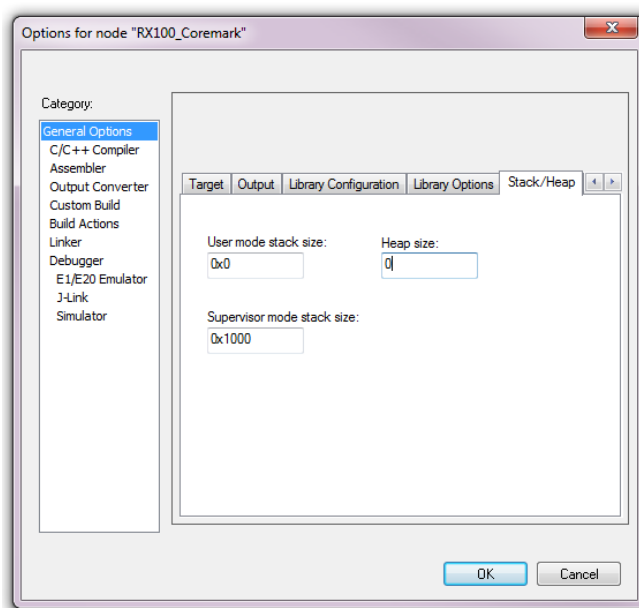 Options for node "RX100_Coremark"
Category:
General Options
C/C++ Compiler
Assembler
Output Converter
Custom Build
Build Actions
Linker
Debugger
E1/E20 Emulator
J-Link
Simulator
Target Output Library Configuration Library Options Stack/Heap
User mode stack size: Heap size:
0x0 0
Supervisor mode stack size:
0x1000
OK Cancel